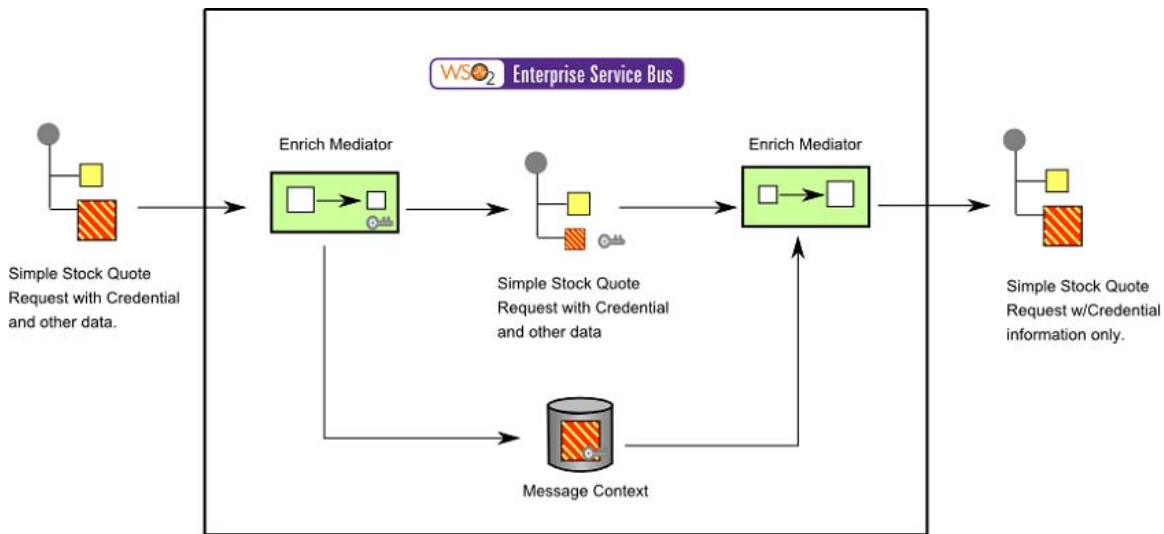 WSO2 Enterprise Service Bus
Enrich Mediator
Enrich Mediator
Simple Stock Quote
Request with Credential
and other data.
Simple Stock Quote
Request with Credential
and other data
Simple Stock Quote
Request w/Credential
information only.
Message Context